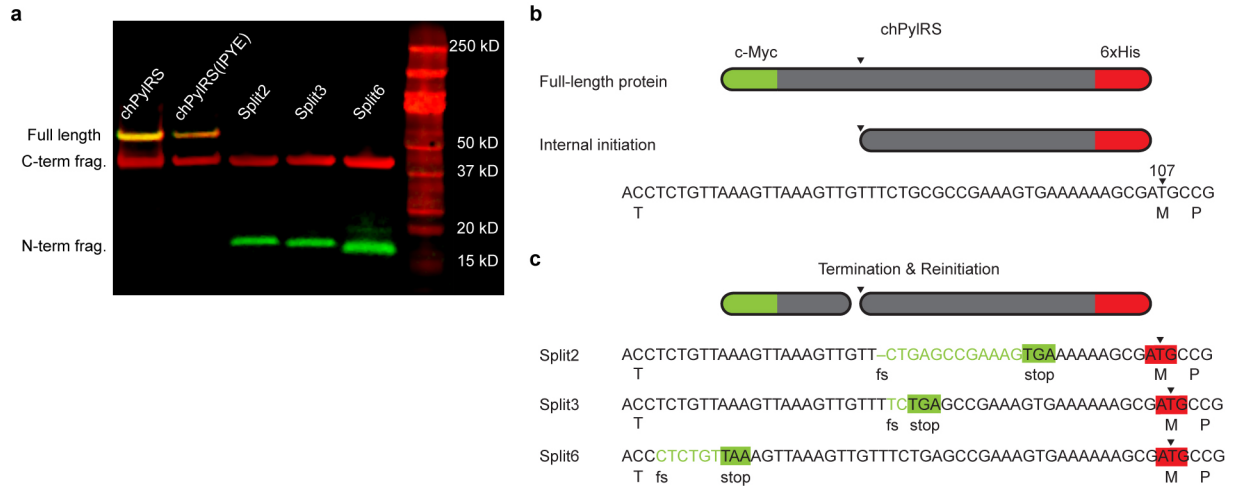 a
chPylRS
chPylRS(IPYE)
Split2
Split3
Split6
250 kD
Full length
50 kD
C-term frag.
37 kD
20 kD
N-term frag.
15 kD
b
chPylRS
c-Myc
6xHis
Full-length protein
Internal initiation
107
ACCTCTGTTAAAGTTAAAGTTGTTTCTGCGCCGAAAGTGAAAAAAGCGATGCCG
T M P
c
Termination & Reinitiation
Split2 ACCTCTGTTAAAGTTAAAGTTGTT–CTGAGCCGAAAGTGAAAAAAGCGATGCCG
T fs stop M P
Split3 ACCTCTGTTAAAGTTAAAGTTGTTTTCTGAGCCGAAAGTGAAAAAAGCGATGCCG
T fs stop M P
Split6 ACCCTCTGTTAAAGTTAAAGTTGTTTCTGAGCCGAAAGTGAAAAAAGCGATGCCG
T fs stop M P